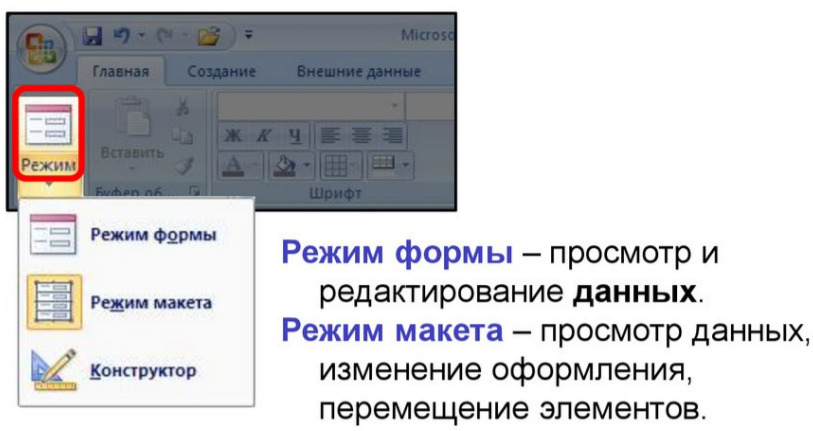 Microso
Главная Создание Внешние данные
Режим
Вставить
Ж К Ч
А
Буфер об... Шрифт
Режим формы
Режим макета
Конструктор
Режим формы – просмотр и
редактирование данных.
Режим макета – просмотр данных,
изменение оформления,
перемещение элементов.